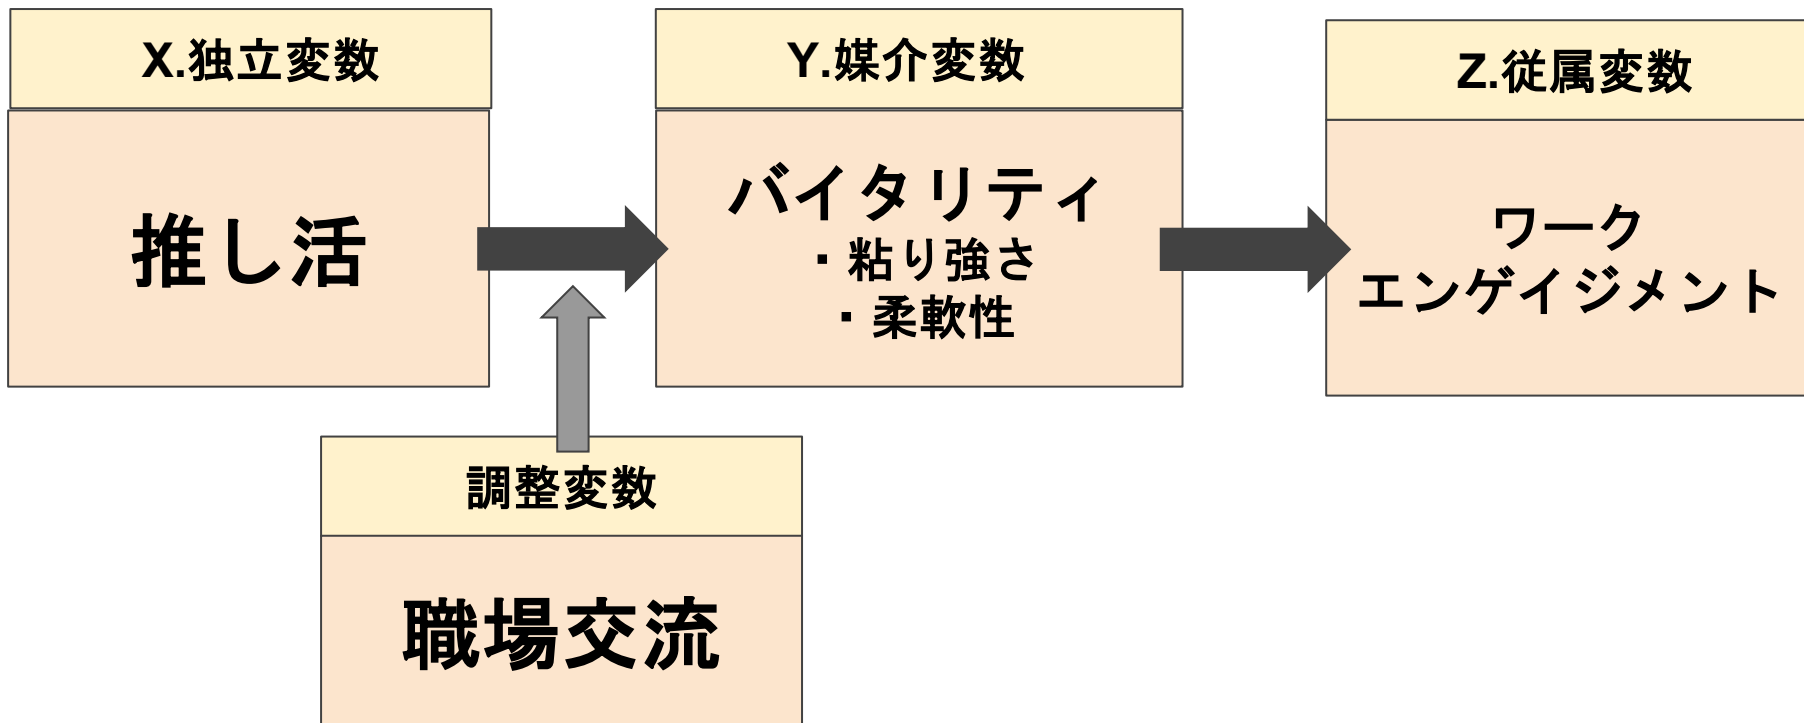 X.独立変数
推し活
Y.媒介変数
バイタリティ
・粘り強さ
・柔軟性
Z.従属変数
ワーク
エンゲイジメント
調整変数
職場交流